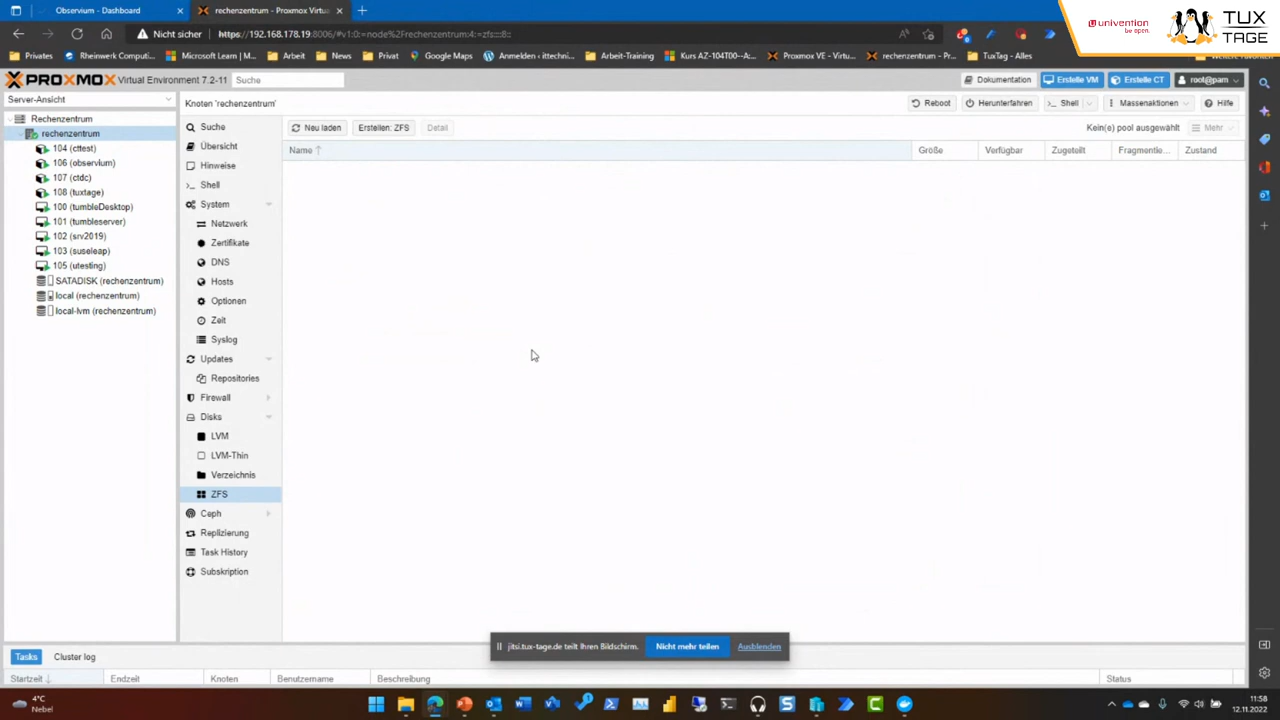 Observium - Dashboard
rechenzentrum - Proxmox Virtua
univention
be open.
TUX
TAGE
Nicht sicher
https://192.168.178.19:8006/#v1:0:=node%2Frechenzentrum:4:=zfs::::8::
Privates
Rheinwerk Computi...
Microsoft Learn | M...
Arbeit
News
Privat
Google Maps
Anmelden - ittechni...
Arbeit-Training
Kurs AZ-104T00--A...
Proxmox VE - Virtu...
rechenzentrum - Pr...
TuxTag - Alles
Weitere Favoriten
PROXMOX Virtual Environment 7.2-11
Suche
Dokumentation
Erstelle VM
Erstelle CT
root@pam
Server-Ansicht
Knoten 'rechenzentrum'
Reboot
Herunterfahren
Shell
Massenaktionen
Hilfe
Rechenzentrum
rechenzentrum
104 (cttest)
106 (observium)
107 (ctdc)
108 (tuxtage)
100 (tumbleDesktop)
101 (tumbleserver)
102 (srv2019)
103 (suseleap)
105 (utesting)
SATADISK (rechenzentrum)
local (rechenzentrum)
local-lvm (rechenzentrum)
Suche
Übersicht
Hinweise
Shell
System
Netzwerk
Zertifikate
DNS
Hosts
Optionen
Zeit
Syslog
Updates
Repositories
Firewall
Disks
LVM
LVM-Thin
Verzeichnis
ZFS
Ceph
Replizierung
Task History
Subskription
Neu laden
Erstellen: ZFS
Detail
Kein(e) pool ausgewählt
Mehr
Name
Größe
Verfügbar
Zugeteilt
Fragmentie...
Zustand
jitsi.tux-tage.de teilt Ihren Bildschirm.
Nicht mehr teilen
Ausblenden
Tasks
Cluster log
Startzeit
Endzeit
Knoten
Benutzername
Beschreibung
Status
4°C
Nebel
11:58
12.11.2022